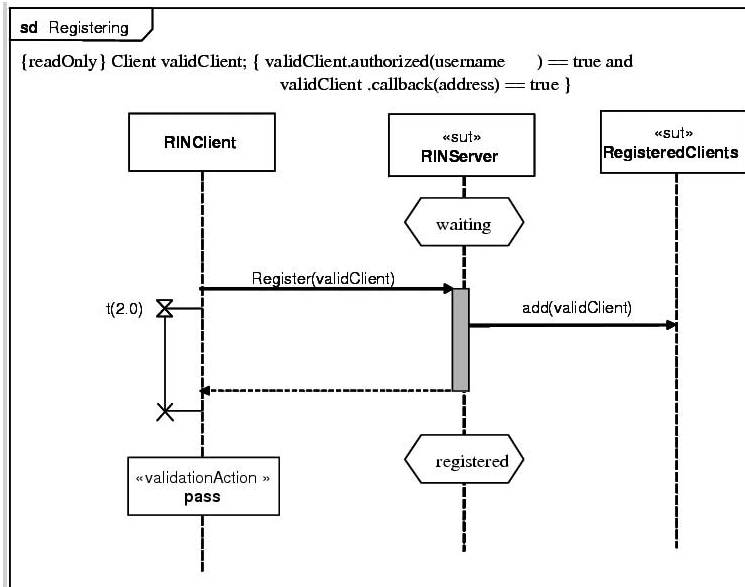 sd Registering
{readOnly} Client validClient; { validClient.authorized(username ) == true and
validClient .callback(address) == true }
RINClient
«sut»
RINServer
«sut»
RegisteredClients
waiting
Register(validClient)
t(2.0)
add(validClient)
registered
«validationAction »
pass